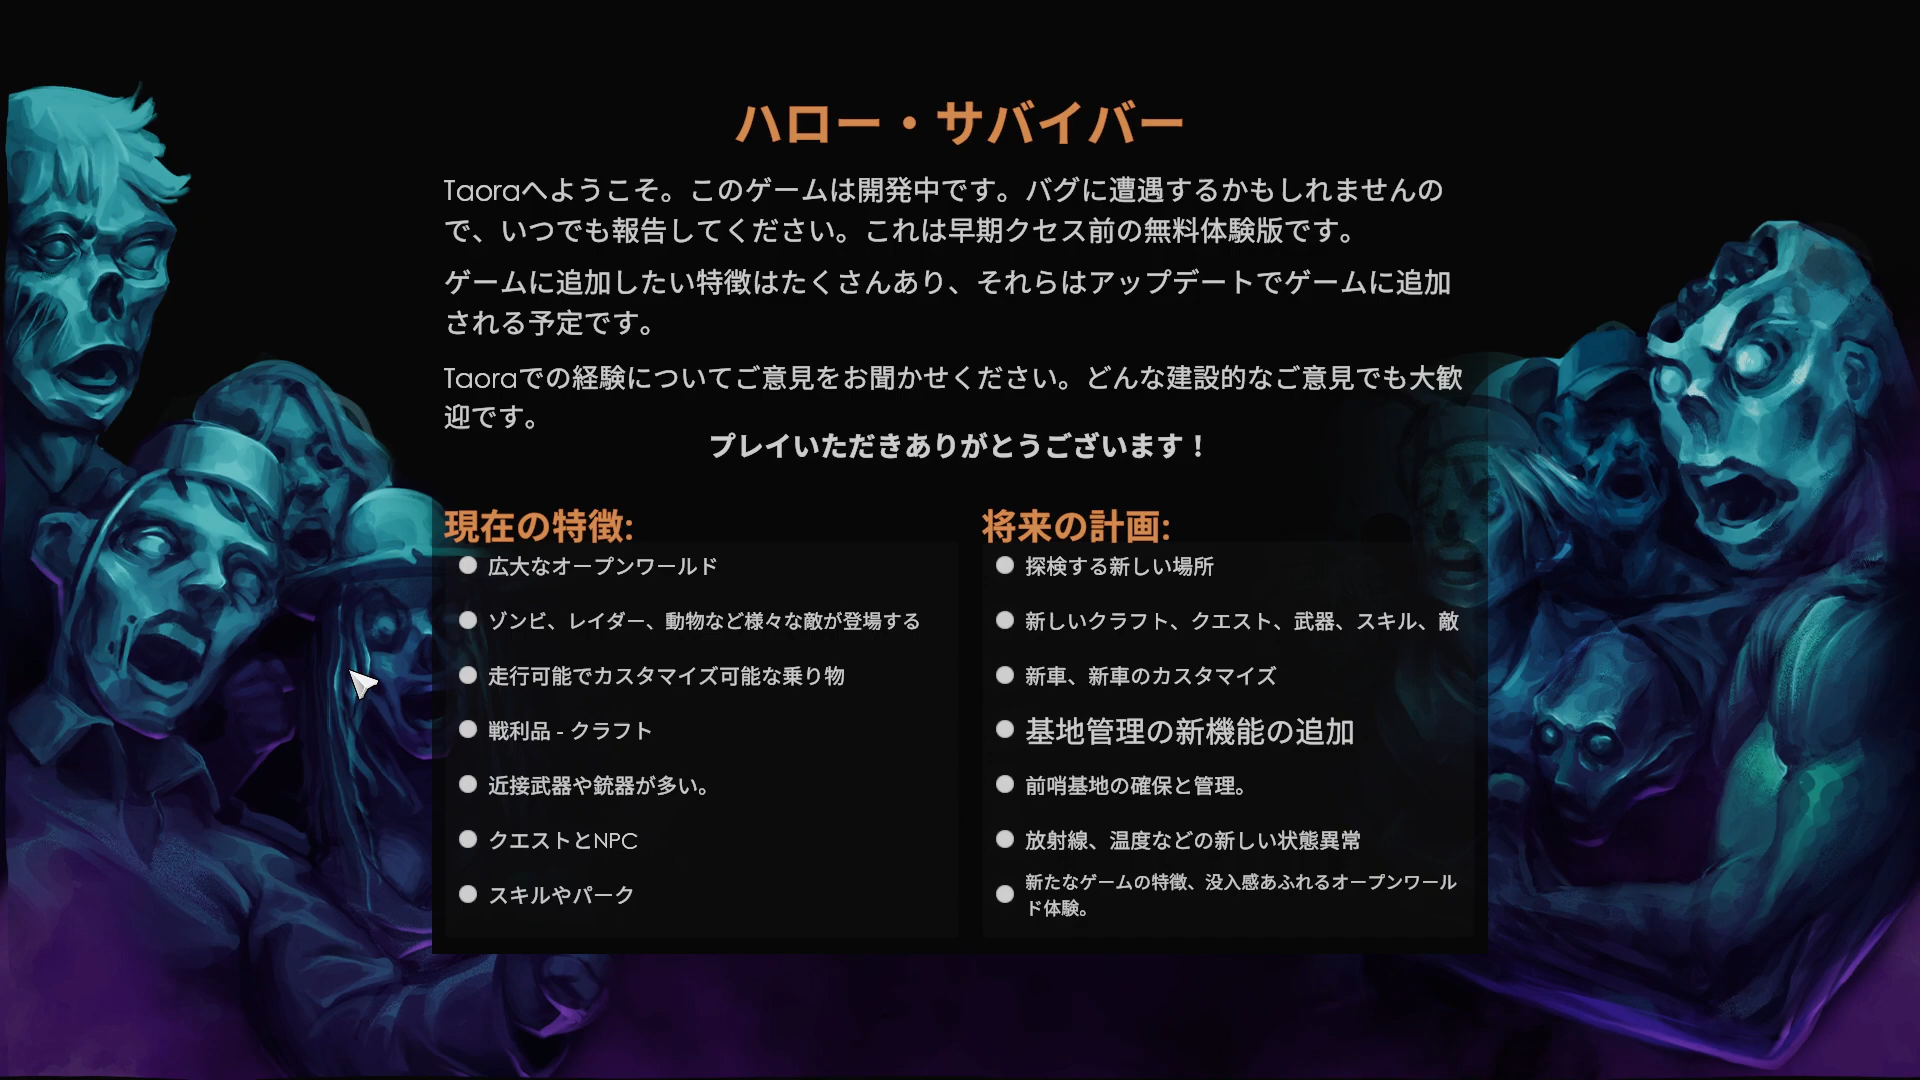 ハロー・サバイバー
Taoraへようこそ。このゲームは開発中です。バグに遭遇するかもしれませんの
で、いつでも報告してください。これは早期クセス前の無料体験版です。
ゲームに追加したい特徴はたくさんあり、それらはアップデートでゲームに追加
される予定です。
Taoraでの経験についてご意見をお聞かせください。どんな建設的なご意見でも大歓
迎です。
プレイいただきありがとうございます！
現在の特徴:
広大なオープンワールド
ゾンビ、レイダー、動物など様々な敵が登場する
走行可能でカスタマイズ可能な乗り物
戦利品 - クラフト
近接武器や銃器が多い。
クエストとNPC
スキルやパーク
将来の計画:
探検する新しい場所
新しいクラフト、クエスト、武器、スキル、敵
新車、新車のカスタマイズ
基地管理の新機能の追加
前哨基地の確保と管理。
放射線、温度などの新しい状態異常
新たなゲームの特徴、没入感あふれるオープンワール
ド体験。